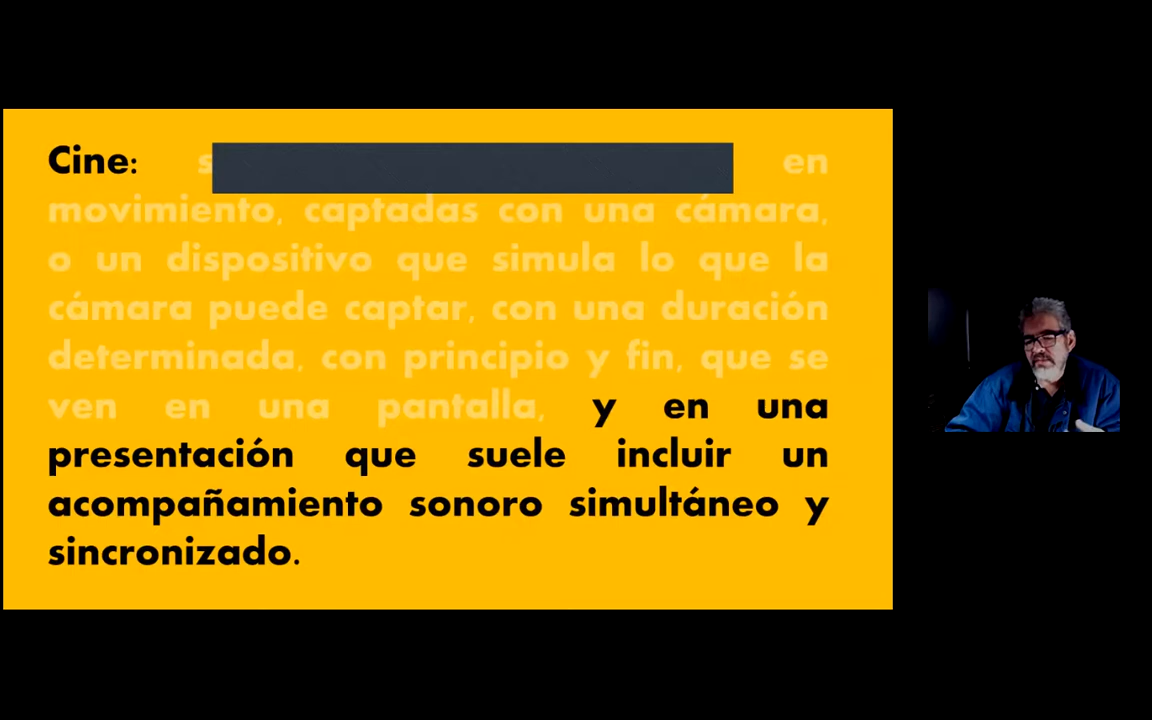 Cine: en
movimiento, captadas con una cámara,
o un dispositivo que simula lo que la
cámara puede captar, con una duración
determinada, con principio y fin, que se
ven en una pantalla, y en una
presentación que suele incluir un
acompañamiento sonoro simultáneo y
sincronizado.